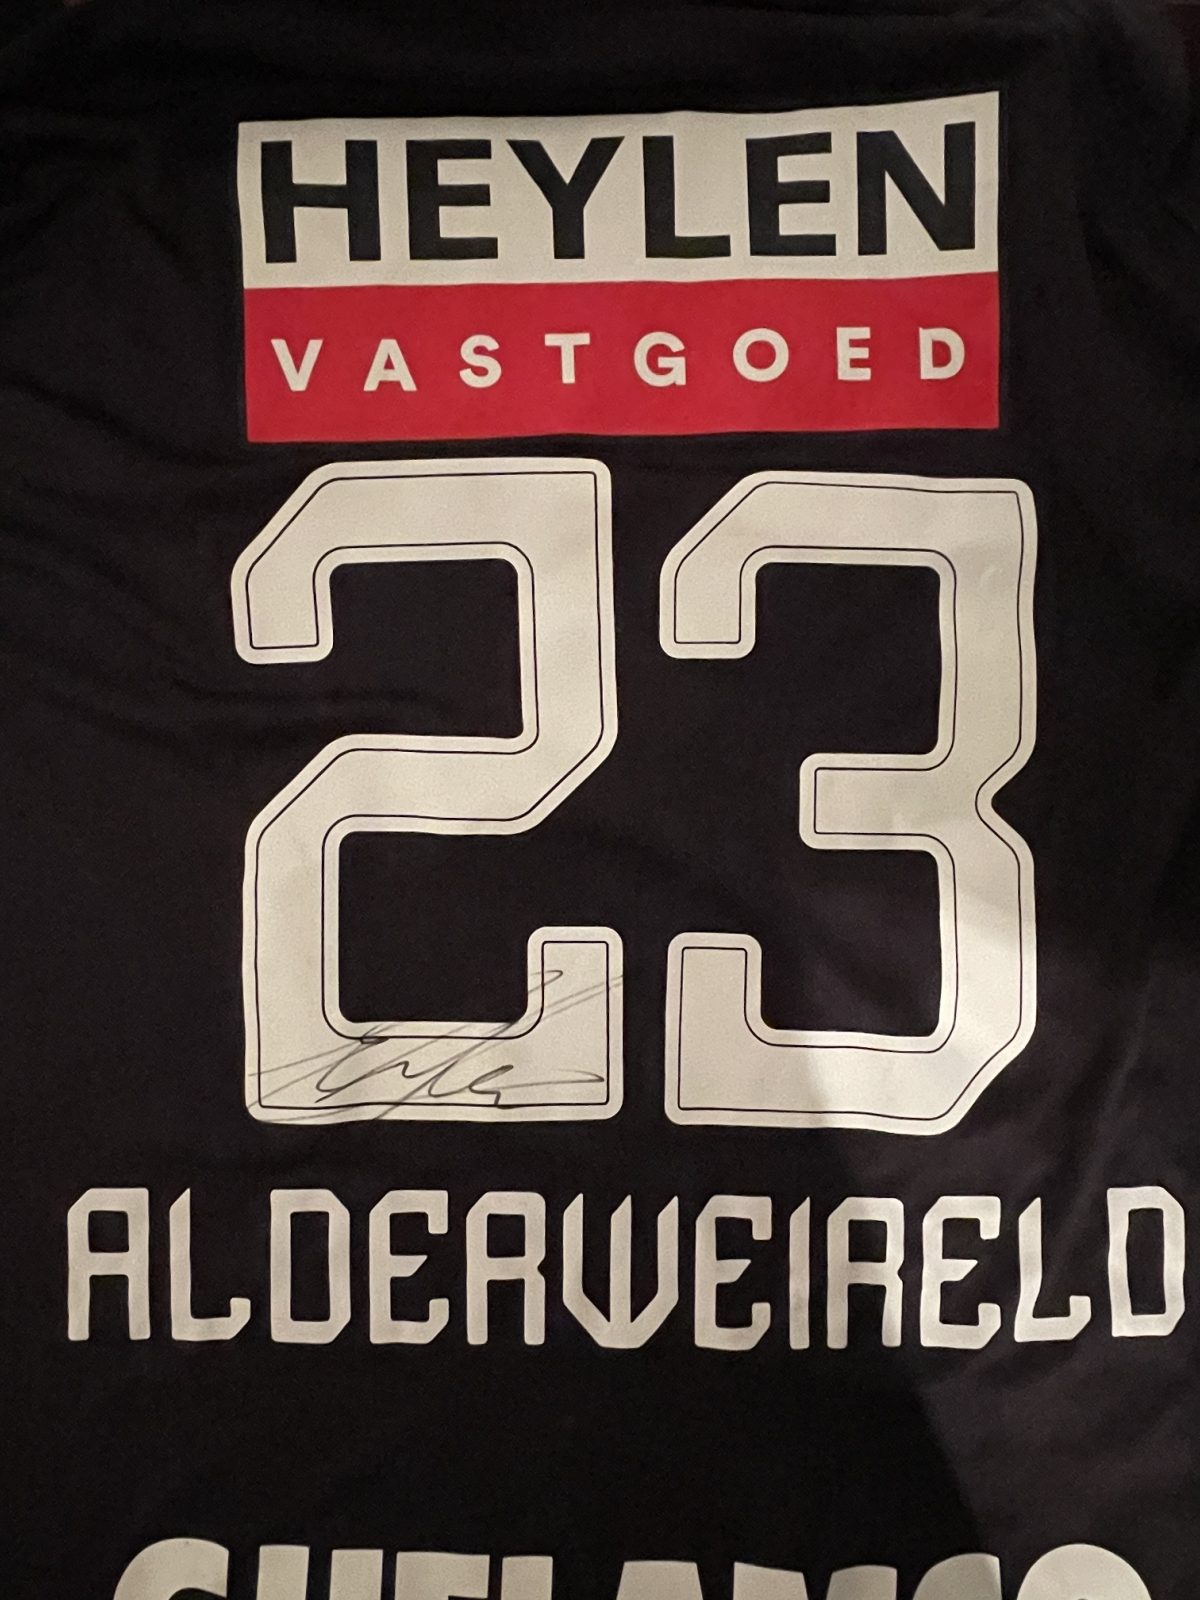 HEYLEN
VASTGOED
23
ALDERWEIRELD